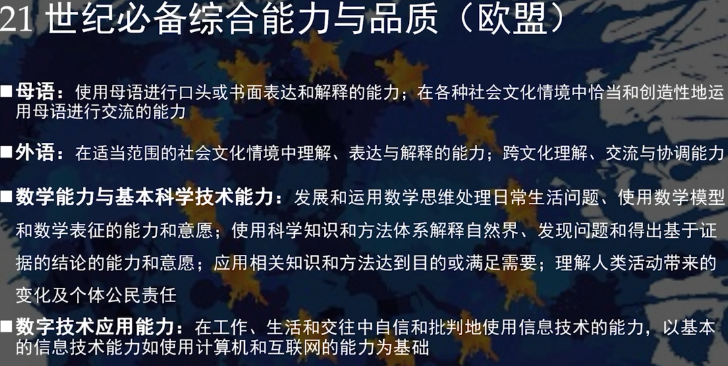 21 世纪必备综合能力与品质（欧盟）
■母语：使用母语进行口头或书面表达和解释的能力；在各种社会文化情境中恰当和创造性地运
用母语进行交流的能力
■外语：在适当范围的社会文化情境中理解、表达与解释的能力；跨文化理解、交流与协调能力
■数学能力与基本科学技术能力：发展和运用数学思维处理日常生活问题、使用数学模型
和数学表征的能力和意愿；使用科学知识和方法体系解释自然界、发现问题和得出基于证
据的结论的能力和意愿；应用相关知识和方法达到目的或满足需要；理解人类活动带来的
变化及个体公民责任
■数字技术应用能力：在工作、生活和交往中自信和批判地使用信息技术的能力，以基本
的信息技术能力如使用计算机和互联网的能力为基础